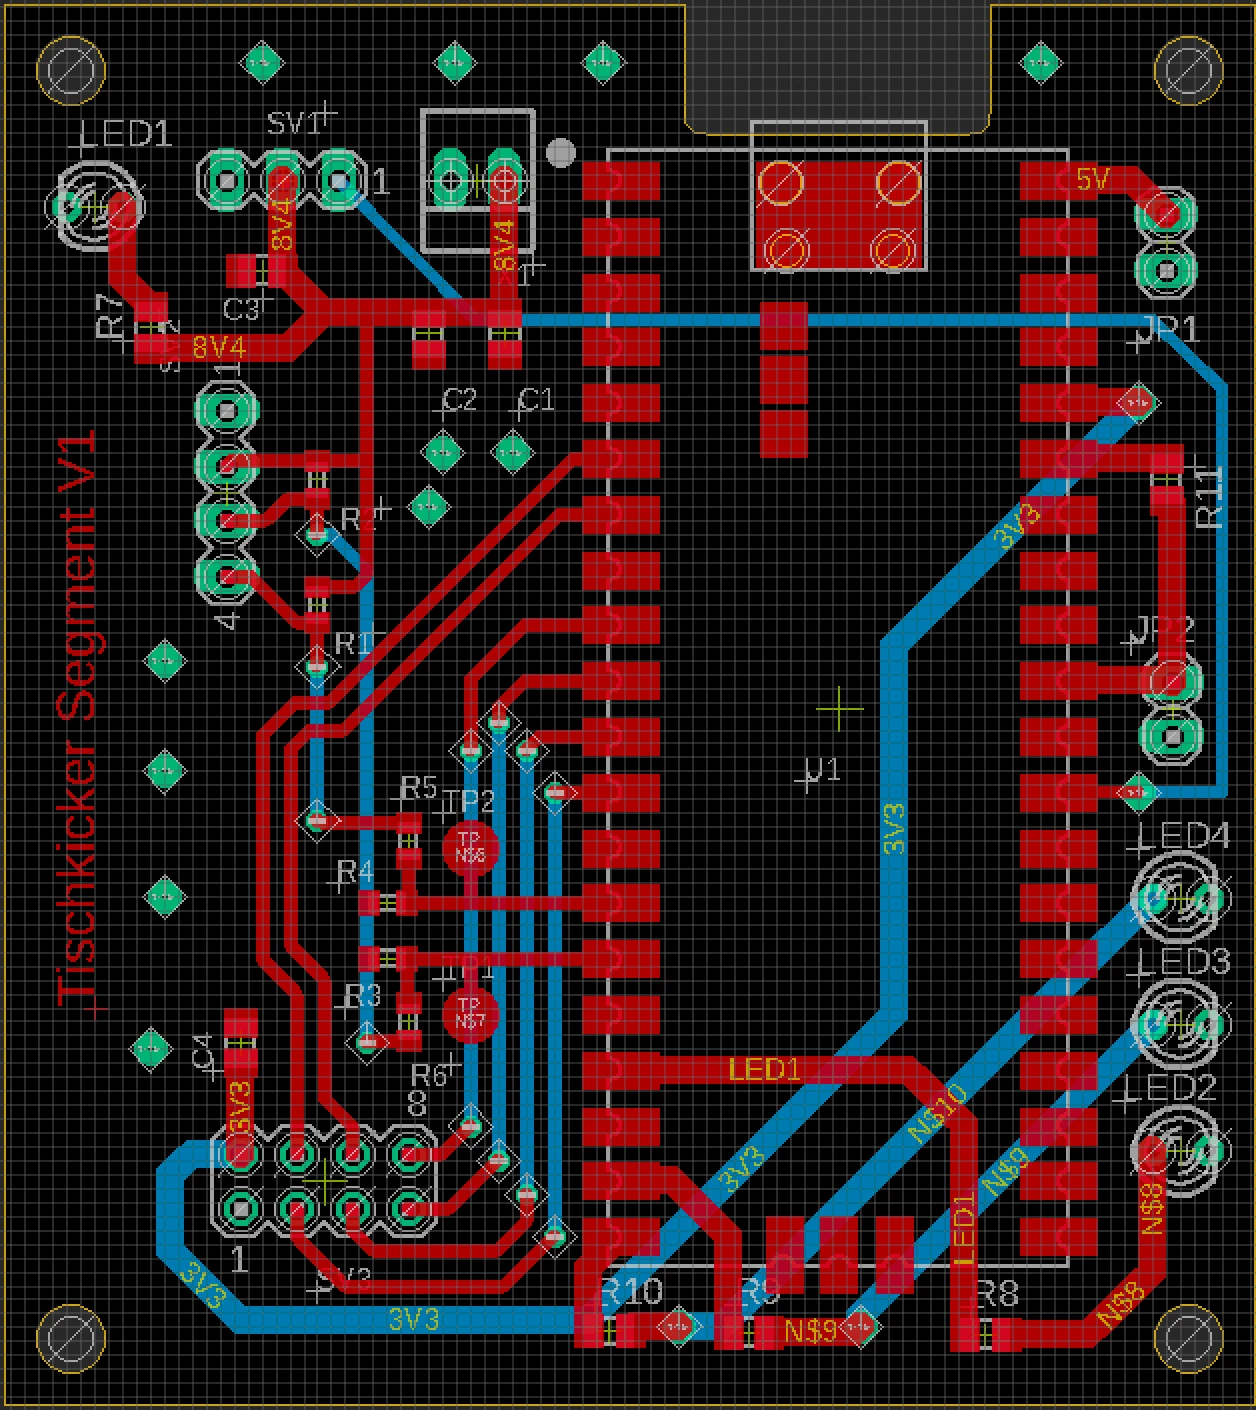 LED1
SV1
1
5V
8V4
8V4
R7
C3
8V4
1
JP1
C2
C1
R2
3V3
R11
Tischkicker Segment V1
4
R1
JP2
U1
R5
TP2
TP
N$6
3V3
LED4
R4
LED3
TP1
R3
TP
N$7
C4
R6
LED1
LED2
8
3V3
N$10
N$9
3V3
LED1
N$8
1
SV3
3V3
3V3
R10
R9
N$9
R8
N$8